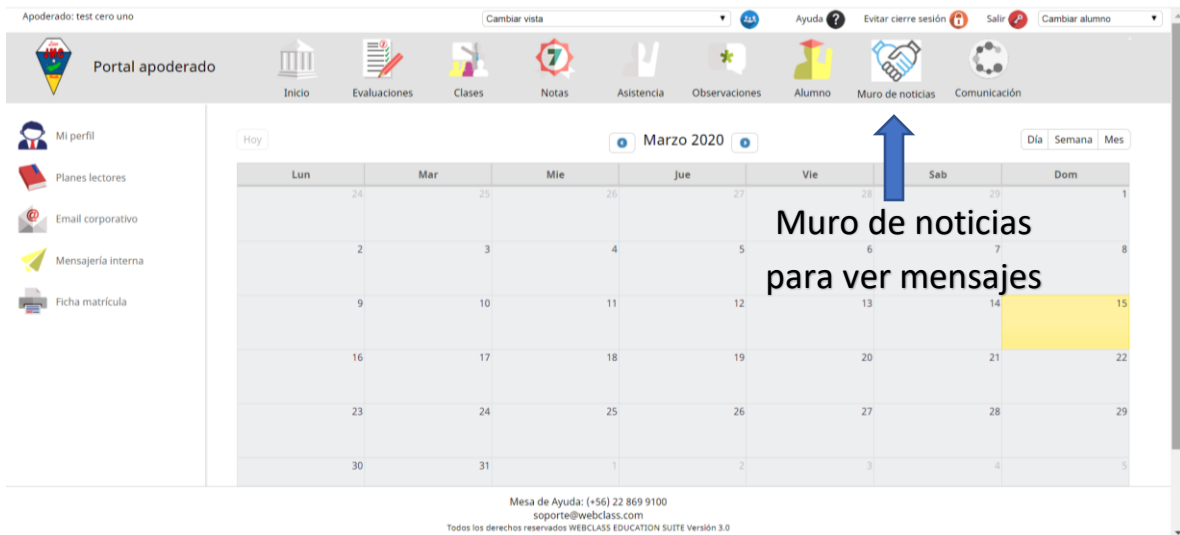 Apoderado: test cero uno
Cambiar vista
Ayuda
Evitar cierre sesión
Salir
Cambiar alumno
Portal apoderado
Inicio
Evaluaciones
Clases
Notas
Asistencia
Observaciones
Alumno
Muro de noticias
Comunicación
Mi perfil
Planes lectores
Email corporativo
Mensajería interna
Ficha matrícula
Hoy
Marzo 2020
Día Semana Mes
Lun Mar Mie Jue Vie Sab Dom
24 25 26 27 28 29 1
2 3 4 5 6 7 8
9 10 11 12 13 14 15
16 17 18 19 20 21 22
23 24 25 26 27 28 29
30 31 1 2 3 4 5
Muro de noticias
para ver mensajes
Mesa de Ayuda: (+56) 22 869 9100
soporte@webclass.com
Todos los derechos reservados WEBCLASS EDUCATION SUITE Versión 3.0